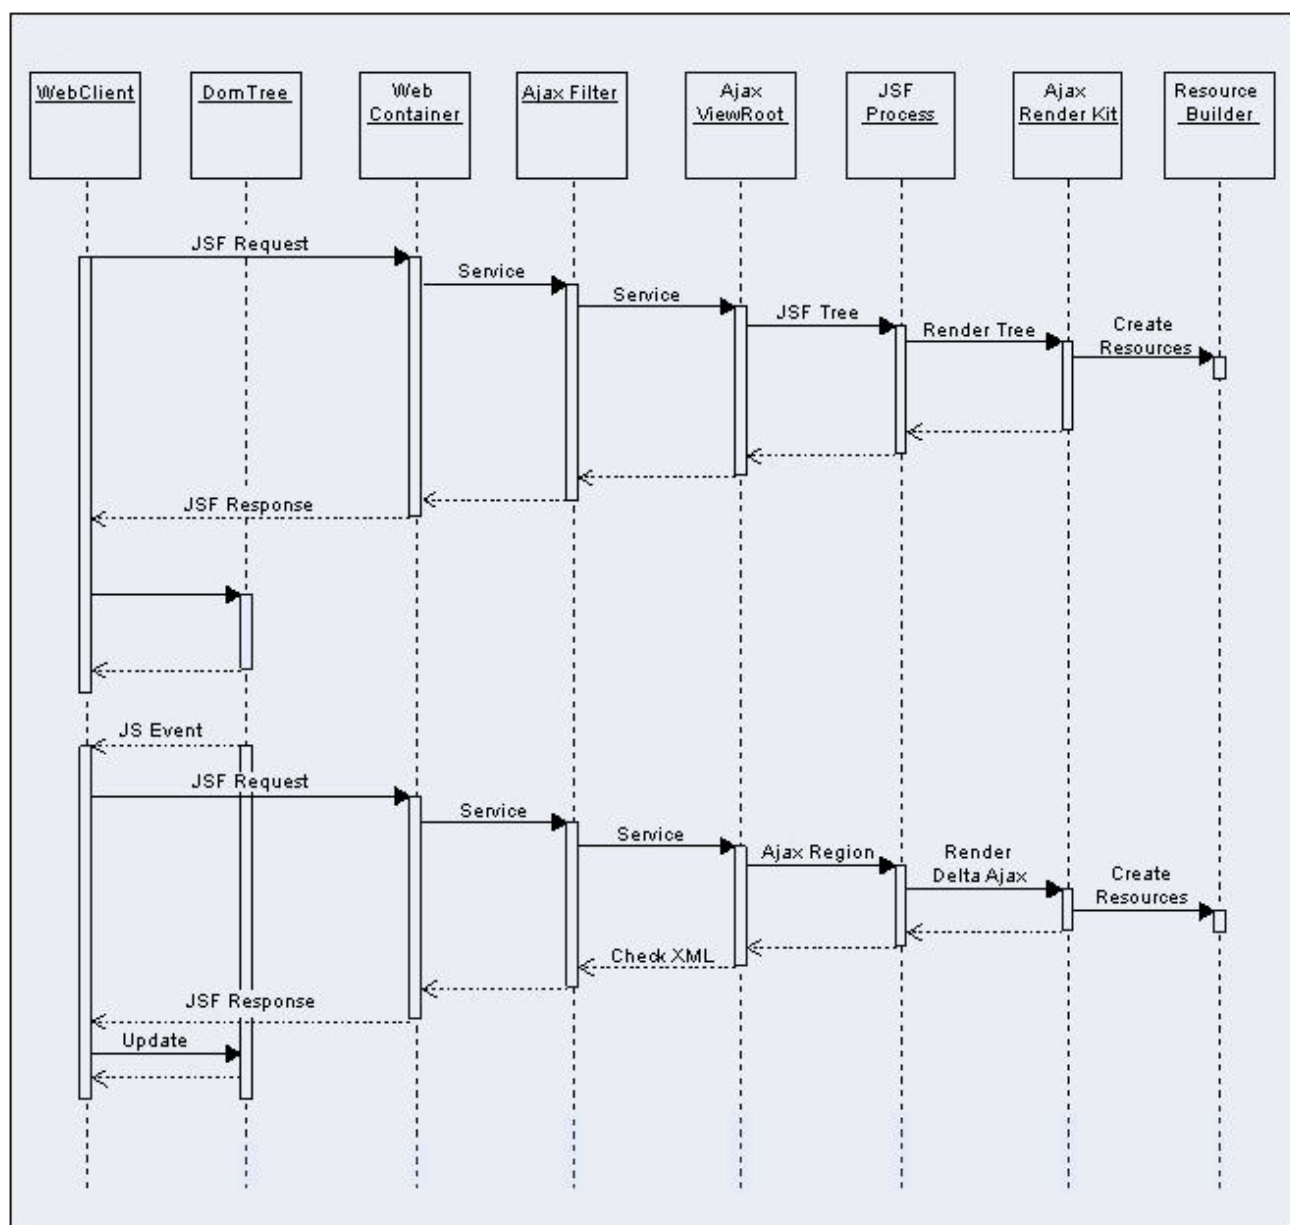 WebClient
DomTree
Web
Container
Ajax Filter
Ajax
ViewRoot
JSF
Process
Ajax
Render Kit
Resource
Builder
JSF Request
Service
Service
JSF Tree
Render Tree
Create
Resources
JSF Response
JS Event
JSF Request
Service
Service
Ajax Region
Render
Delta Ajax
Create
Resources
Check XML
JSF Response
Update